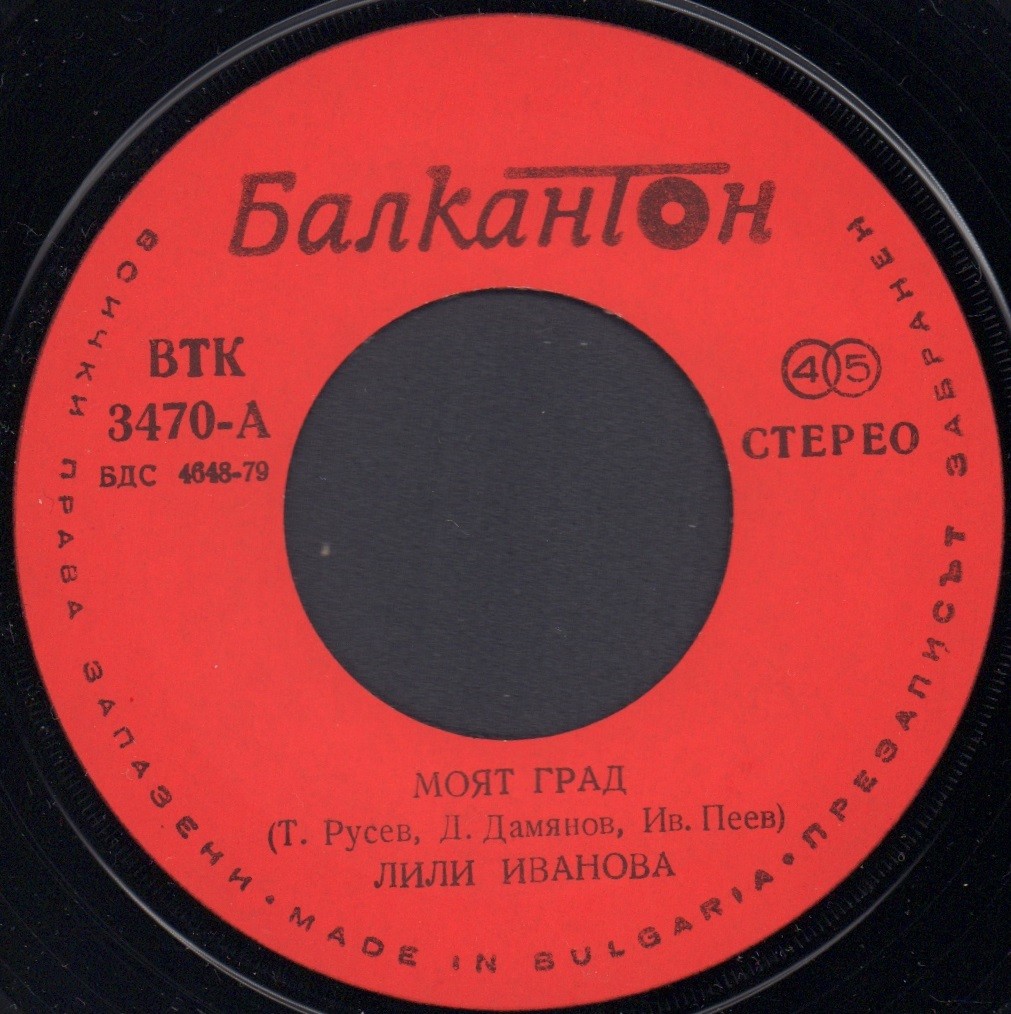 Балкантон
ВТК
3470-А
БДС 4648-79
45
СТЕРЕО
МОЯТ ГРАД
(Т. Русев, Д. Дамянов, Ив. Пеев)
ЛИЛИ ИВАНОВА
ВСИЧКИ ПРАВА ЗАПАЗЕНИ • MADE IN BULGARIA • ПРЕЗАПИСЪТ ЗАБРАНЕН